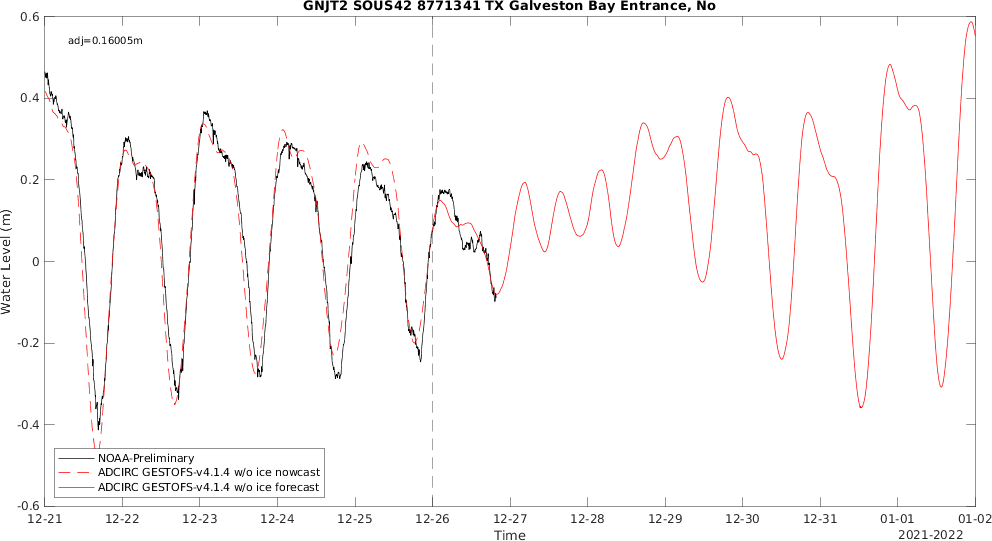 GNJT2 SOUS42 8771341 TX Galveston Bay Entrance, No
adj=0.16005m
0.6
0.4
0.2
0
-0.2
-0.4
-0.6
Water Level (m)
NOAA-Preliminary
ADCIRC GESTOFS-v4.1.4 w/o ice nowcast
ADCIRC GESTOFS-v4.1.4 w/o ice forecast
12-21 12-22 12-23 12-24 12-25 12-26 12-27 12-28 12-29 12-30 12-31 01-01 01-02
Time
2021-2022